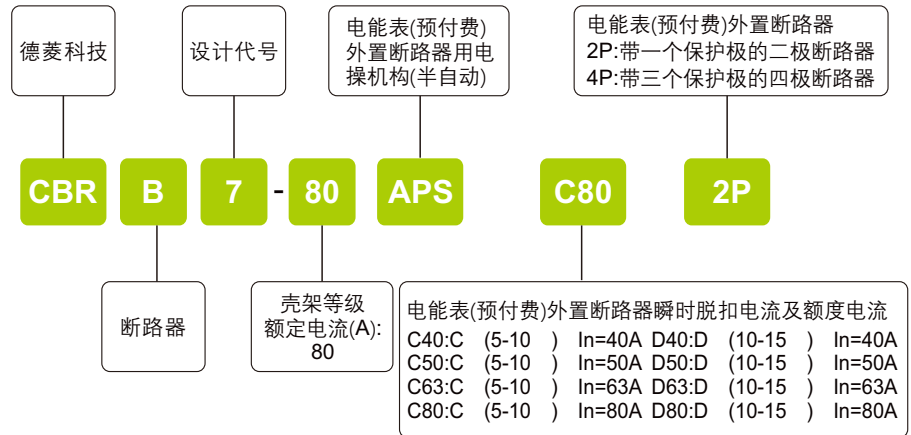 德菱科技
设计代号
电能表(预付费)
外置断路器用电
操机构(半自动)
电能表(预付费)外置断路器
2P:带一个保护极的二极断路器
4P:带三个保护极的四极断路器
CBR B 7 - 80 APS C80 2P
断路器
壳架等级
额定电流(A):
80
电能表(预付费)外置断路器瞬时脱扣电流及额度电流
C40:C (5-10 ) In=40A D40:D (10-15 ) In=40A
C50:C (5-10 ) In=50A D50:D (10-15 ) In=50A
C63:C (5-10 ) In=63A D63:D (10-15 ) In=63A
C80:C (5-10 ) In=80A D80:D (10-15 ) In=80A